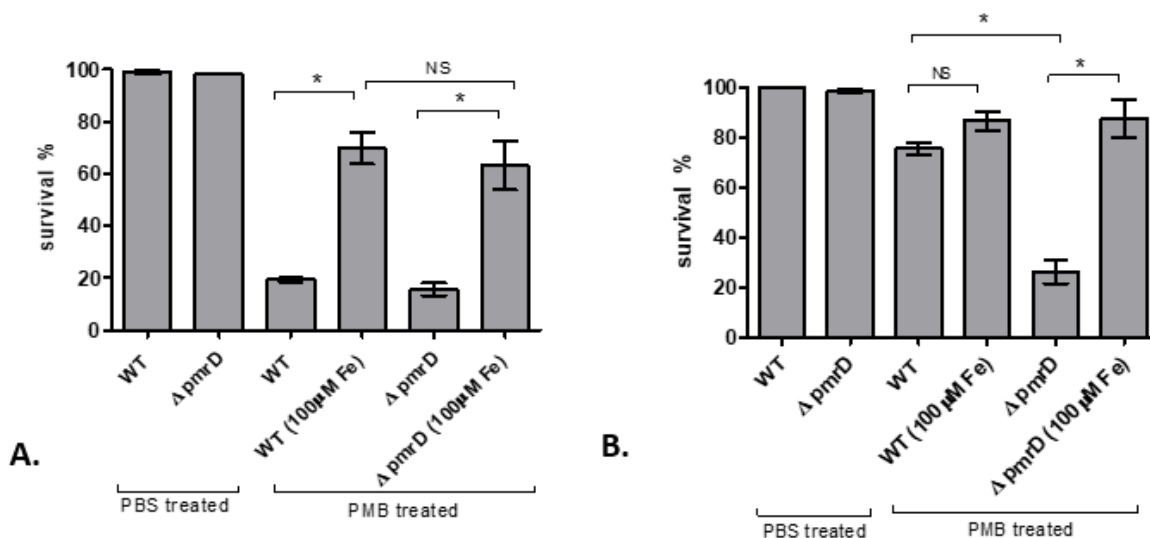 *
NS
*
*
100
80
60
40
20
0
survival %
WT
Δ pmrD
WT
WT (100µM Fe)
Δ pmrD
Δ pmrD (100µM Fe)
A.
PBS treated
PMB treated
*
NS
*
100
80
60
40
20
0
survival %
WT
Δ pmrD
WT
WT (100 µM Fe)
Δ pmrD
Δ pmrD (100 µM Fe)
B.
PBS treated
PMB treated